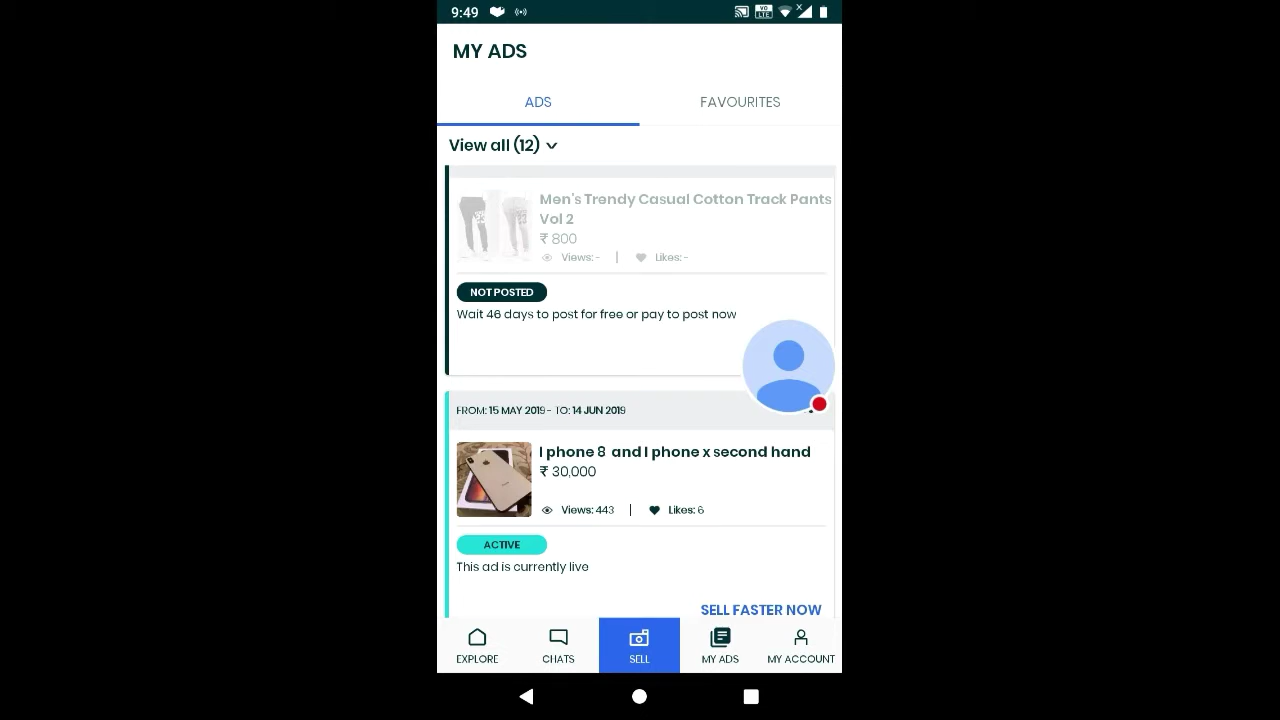 9:49
VO LTE
MY ADS
ADS
FAVOURITES
View all (12)
Men's Trendy Casual Cotton Track Pants
Vol 2
₹ 800
Views: -
Likes: -
NOT POSTED
Wait 46 days to post for free or pay to post now
FROM: 15 MAY 2019 - TO: 14 JUN 2019
I phone 8 and I phone x second hand
₹ 30,000
Views: 443
Likes: 6
ACTIVE
This ad is currently live
SELL FASTER NOW
EXPLORE
CHATS
SELL
MY ADS
MY ACCOUNT